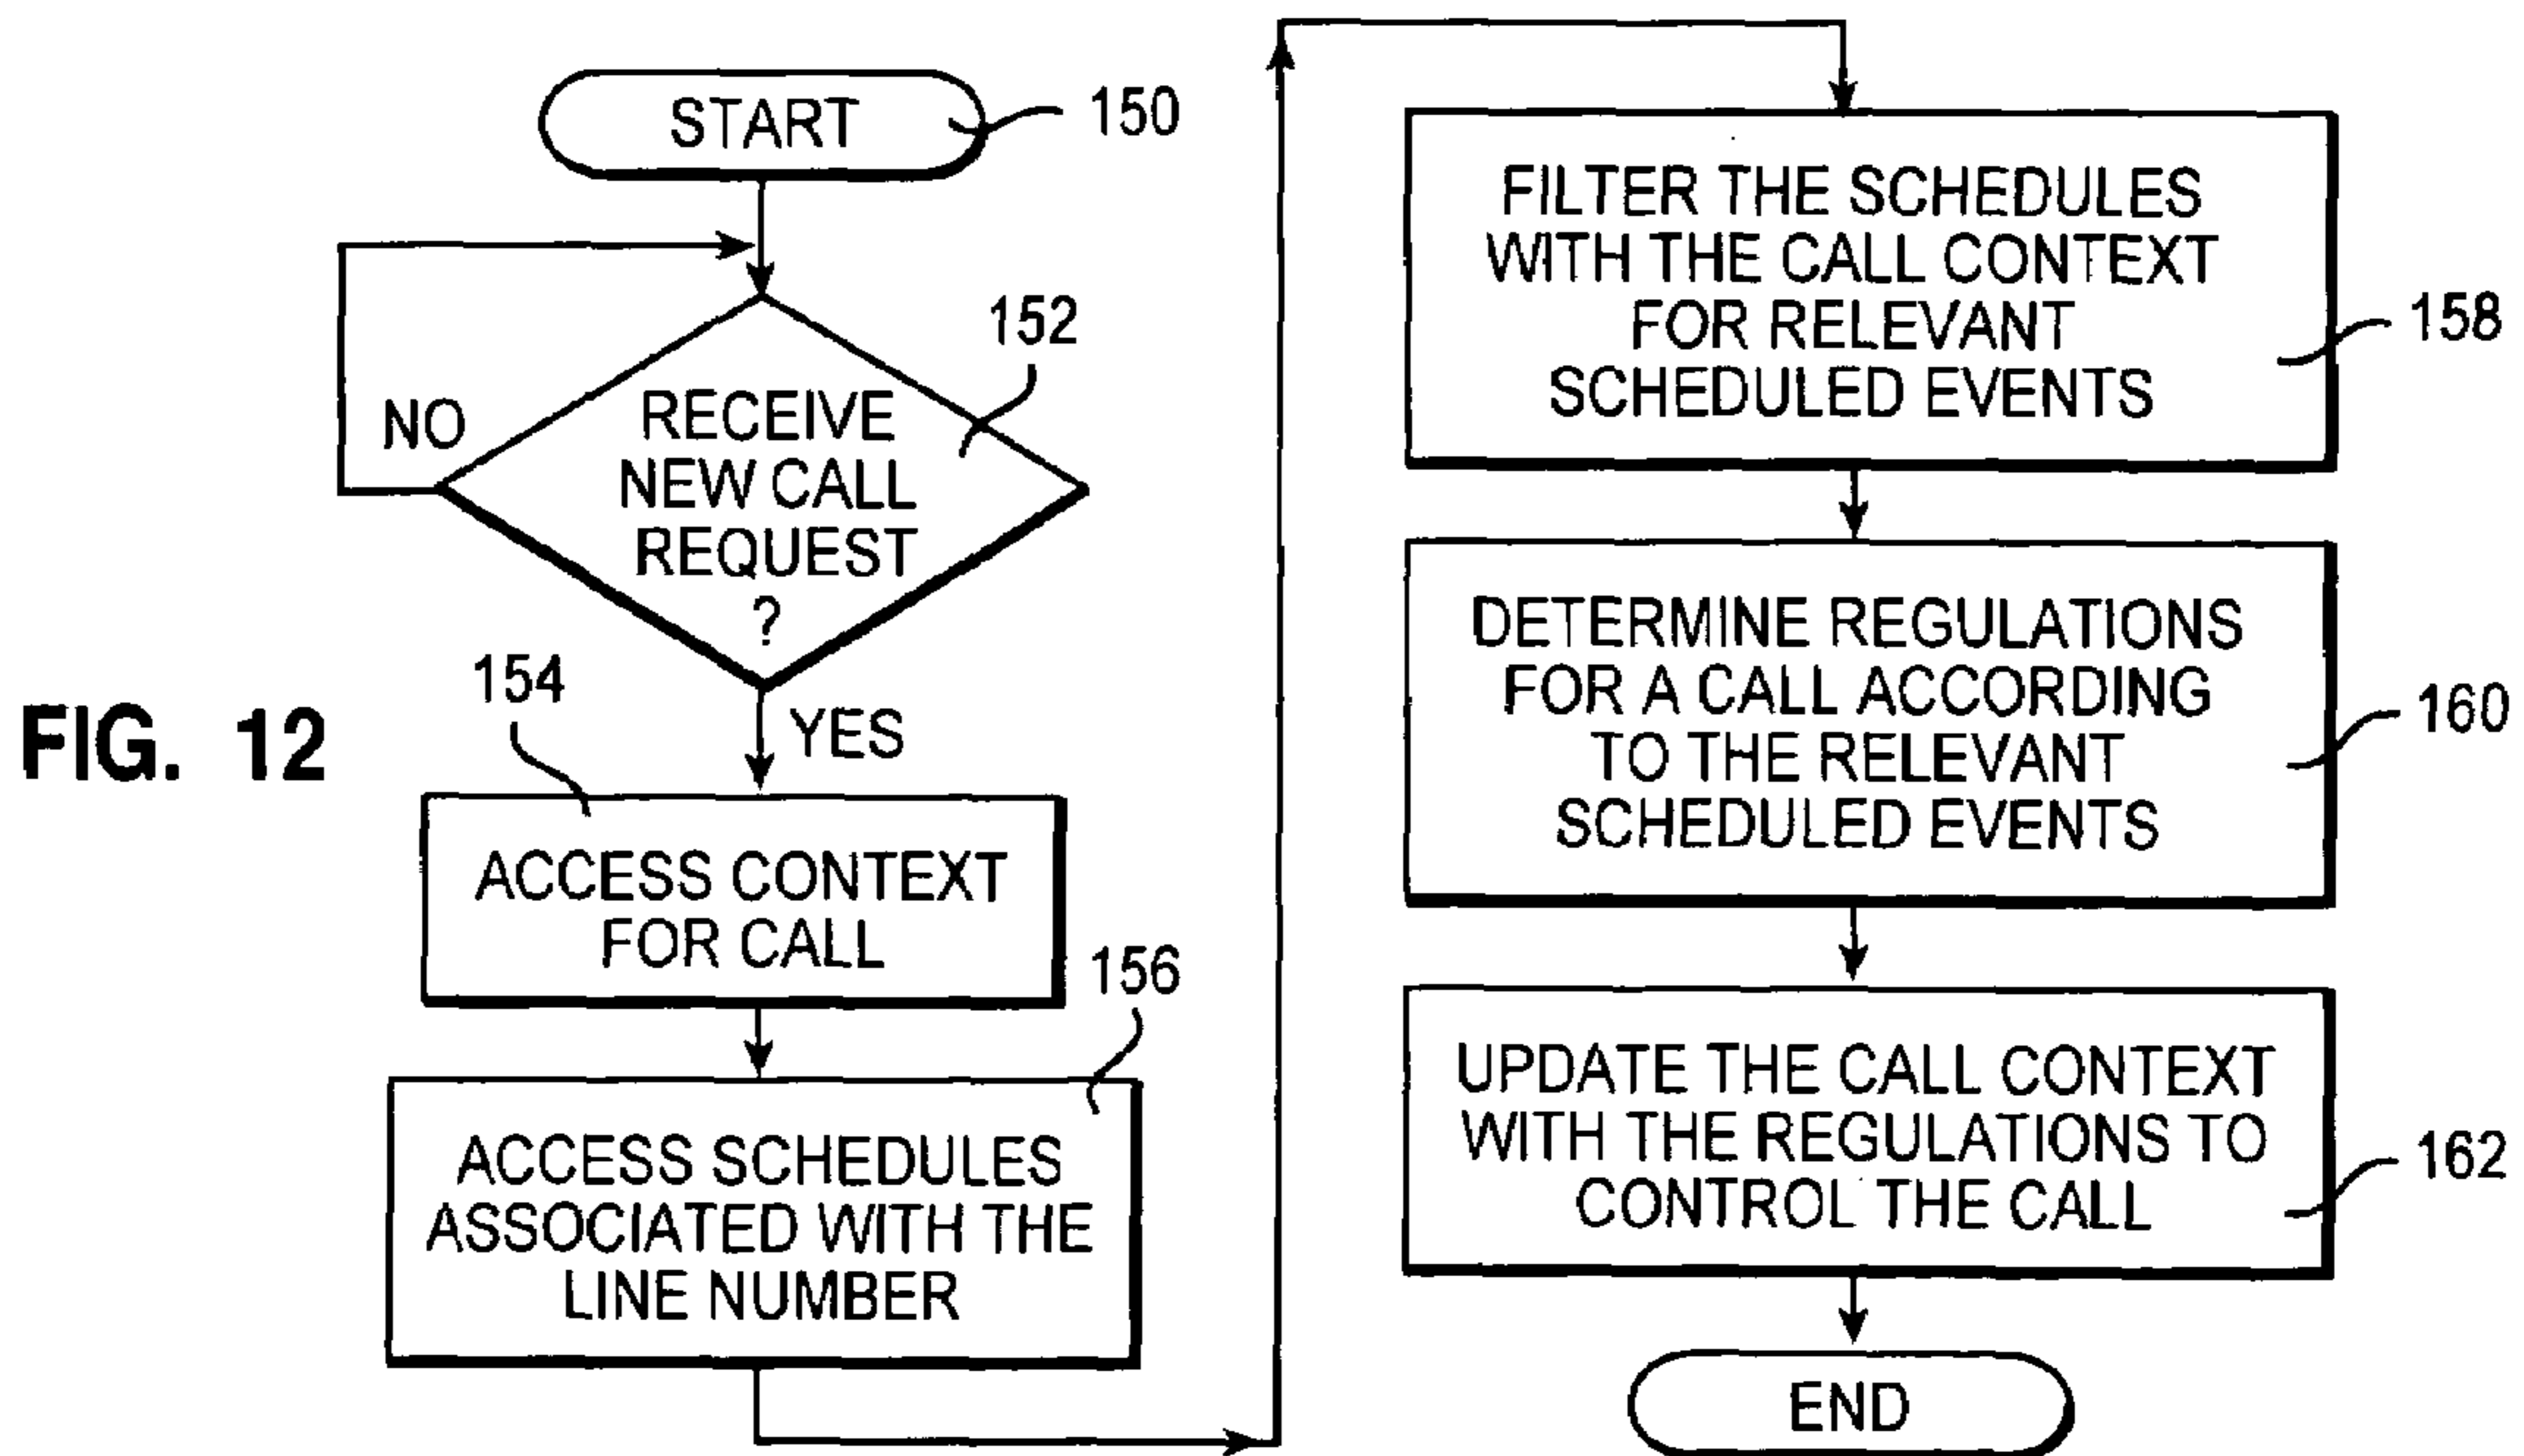 START
150
152
NO
RECEIVE
NEW CALL
REQUEST
?
YES
154
FIG. 12
ACCESS CONTEXT
FOR CALL
156
ACCESS SCHEDULES
ASSOCIATED WITH THE
LINE NUMBER
FILTER THE SCHEDULES
WITH THE CALL CONTEXT
FOR RELEVANT
SCHEDULED EVENTS
158
DETERMINE REGULATIONS
FOR A CALL ACCORDING
TO THE RELEVANT
SCHEDULED EVENTS
160
UPDATE THE CALL CONTEXT
WITH THE REGULATIONS TO
CONTROL THE CALL
162
END